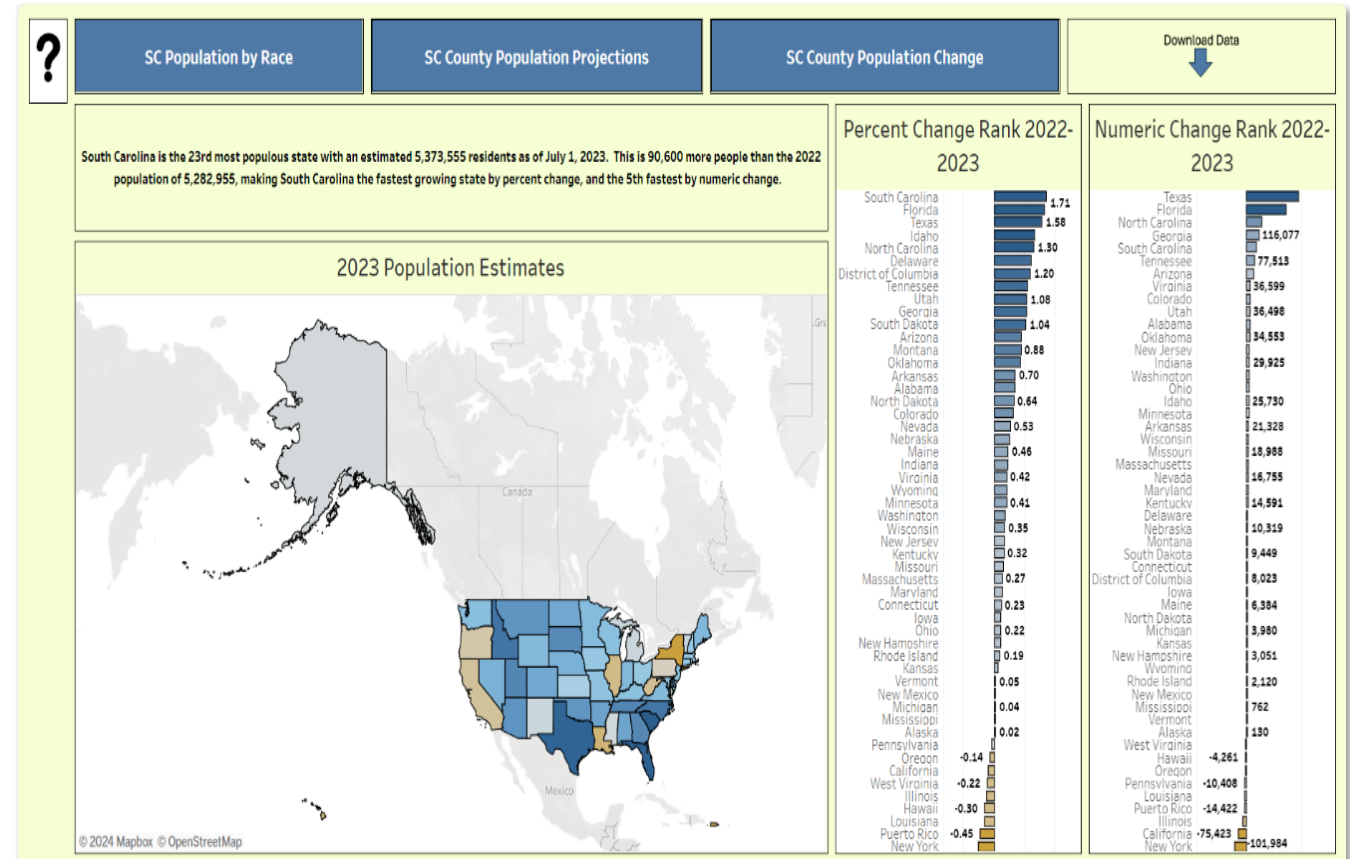 ?
SC Population by Race
SC County Population Projections
SC County Population Change
Download Data
South Carolina is the 23rd most populous state with an estimated 5,373,555 residents as of July 1, 2023. This is 90,600 more people than the 2022
population of 5,282,955, making South Carolina the fastest growing state by percent change, and the 5th fastest by numeric change.
2023 Population Estimates
Gre
Canada
Mexico
© 2024 Mapbox © OpenStreetMap
Percent Change Rank 2022-
2023
South Carolina
1.71
Florida
Texas 1.58
Idaho
North Carolina 1.30
Delaware
District of Columbia 1.20
Tennessee
Utah 1.08
Georgia
South Dakota 1.04
Arizona
Montana 0.88
Oklahoma
Arkansas 0.70
Alabama
North Dakota 0.64
Colorado
Nevada 0.53
Nebraska
Maine 0.46
Indiana
Virginia 0.42
Wyoming
Minnesota 0.41
Washington
Wisconsin 0.35
New Jersey
Kentucky 0.32
Missouri
Massachusetts 0.27
Maryland
Connecticut 0.23
Iowa
Ohio 0.22
New Hampshire
Rhode Island 0.19
Kansas
Vermont 0.05
New Mexico
Michigan 0.04
Mississippi
Alaska 0.02
Pennsylvania
Oregon -0.14
California
West Virginia -0.22
Illinois
Hawaii -0.30
Louisiana
Puerto Rico -0.45
New York
Numeric Change Rank 2022-
2023
Texas
Florida
North Carolina
Georgia 116,077
South Carolina
Tennessee 77,513
Arizona
Virginia 36,599
Colorado
Utah 36,498
Alabama
Oklahoma 34,553
New Jersey
Indiana 29,925
Washington
Ohio
Idaho 25,730
Minnesota
Arkansas 21,328
Wisconsin
Missouri 18,988
Massachusetts
Nevada 16,755
Maryland
Kentucky 14,591
Delaware
Nebraska 10,319
Montana
South Dakota 9,449
Connecticut
District of Columbia 8,023
Iowa
Maine 6,384
North Dakota
Michigan 3,980
Kansas
New Hampshire 3,051
Wyoming
Rhode Island 2,120
New Mexico
Mississippi 762
Vermont
Alaska 130
West Virginia
Hawaii -4,261
Oregon
Pennsylvania -10,408
Louisiana
Puerto Rico -14,422
Illinois
California -75,423
New York -101,984